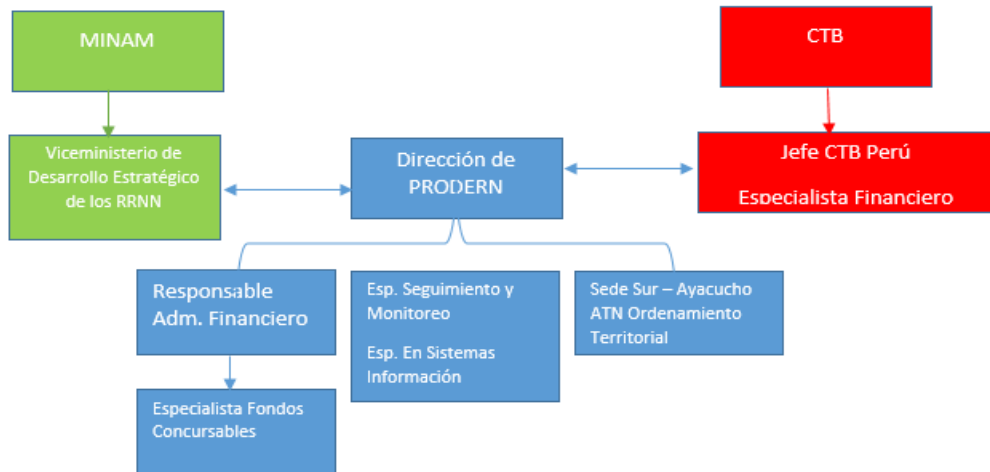 MINAM
CTB
Viceministerio de
Desarrollo Estratégico
de los RRNN
Dirección de
PRODERN
Jefe CTB Perú
Especialista Financiero
Responsable
Adm. Financiero
Esp. Seguimiento y
Monitoreo
Esp. En Sistemas
Información
Sede Sur – Ayacucho
ATN Ordenamiento
Territorial
Especialista Fondos
Concursables